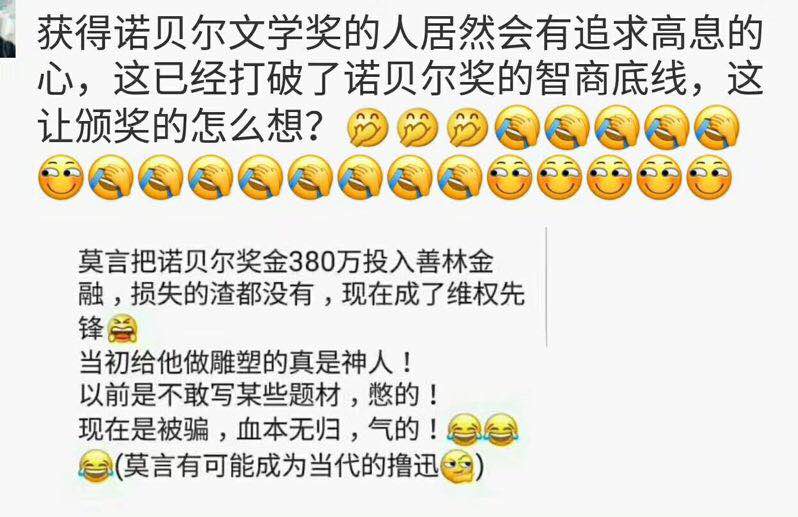 获得诺贝尔文学奖的人居然会有追求高息的
心，这已经打破了诺贝尔奖的智商底线，这
让颁奖的怎么想？🤭🤭🤭🤦🤦🤦🤦🤦
莫言把诺贝尔奖金380万投入善林金
融，损失的渣都没有，现在成了维权先
锋😝
当初给他做雕塑的真是神人！
以前是不敢写某些题材，憋的！
现在是被骗，血本无归，气的！😂😂
😂(莫言有可能成为当代的撸迅🤔)